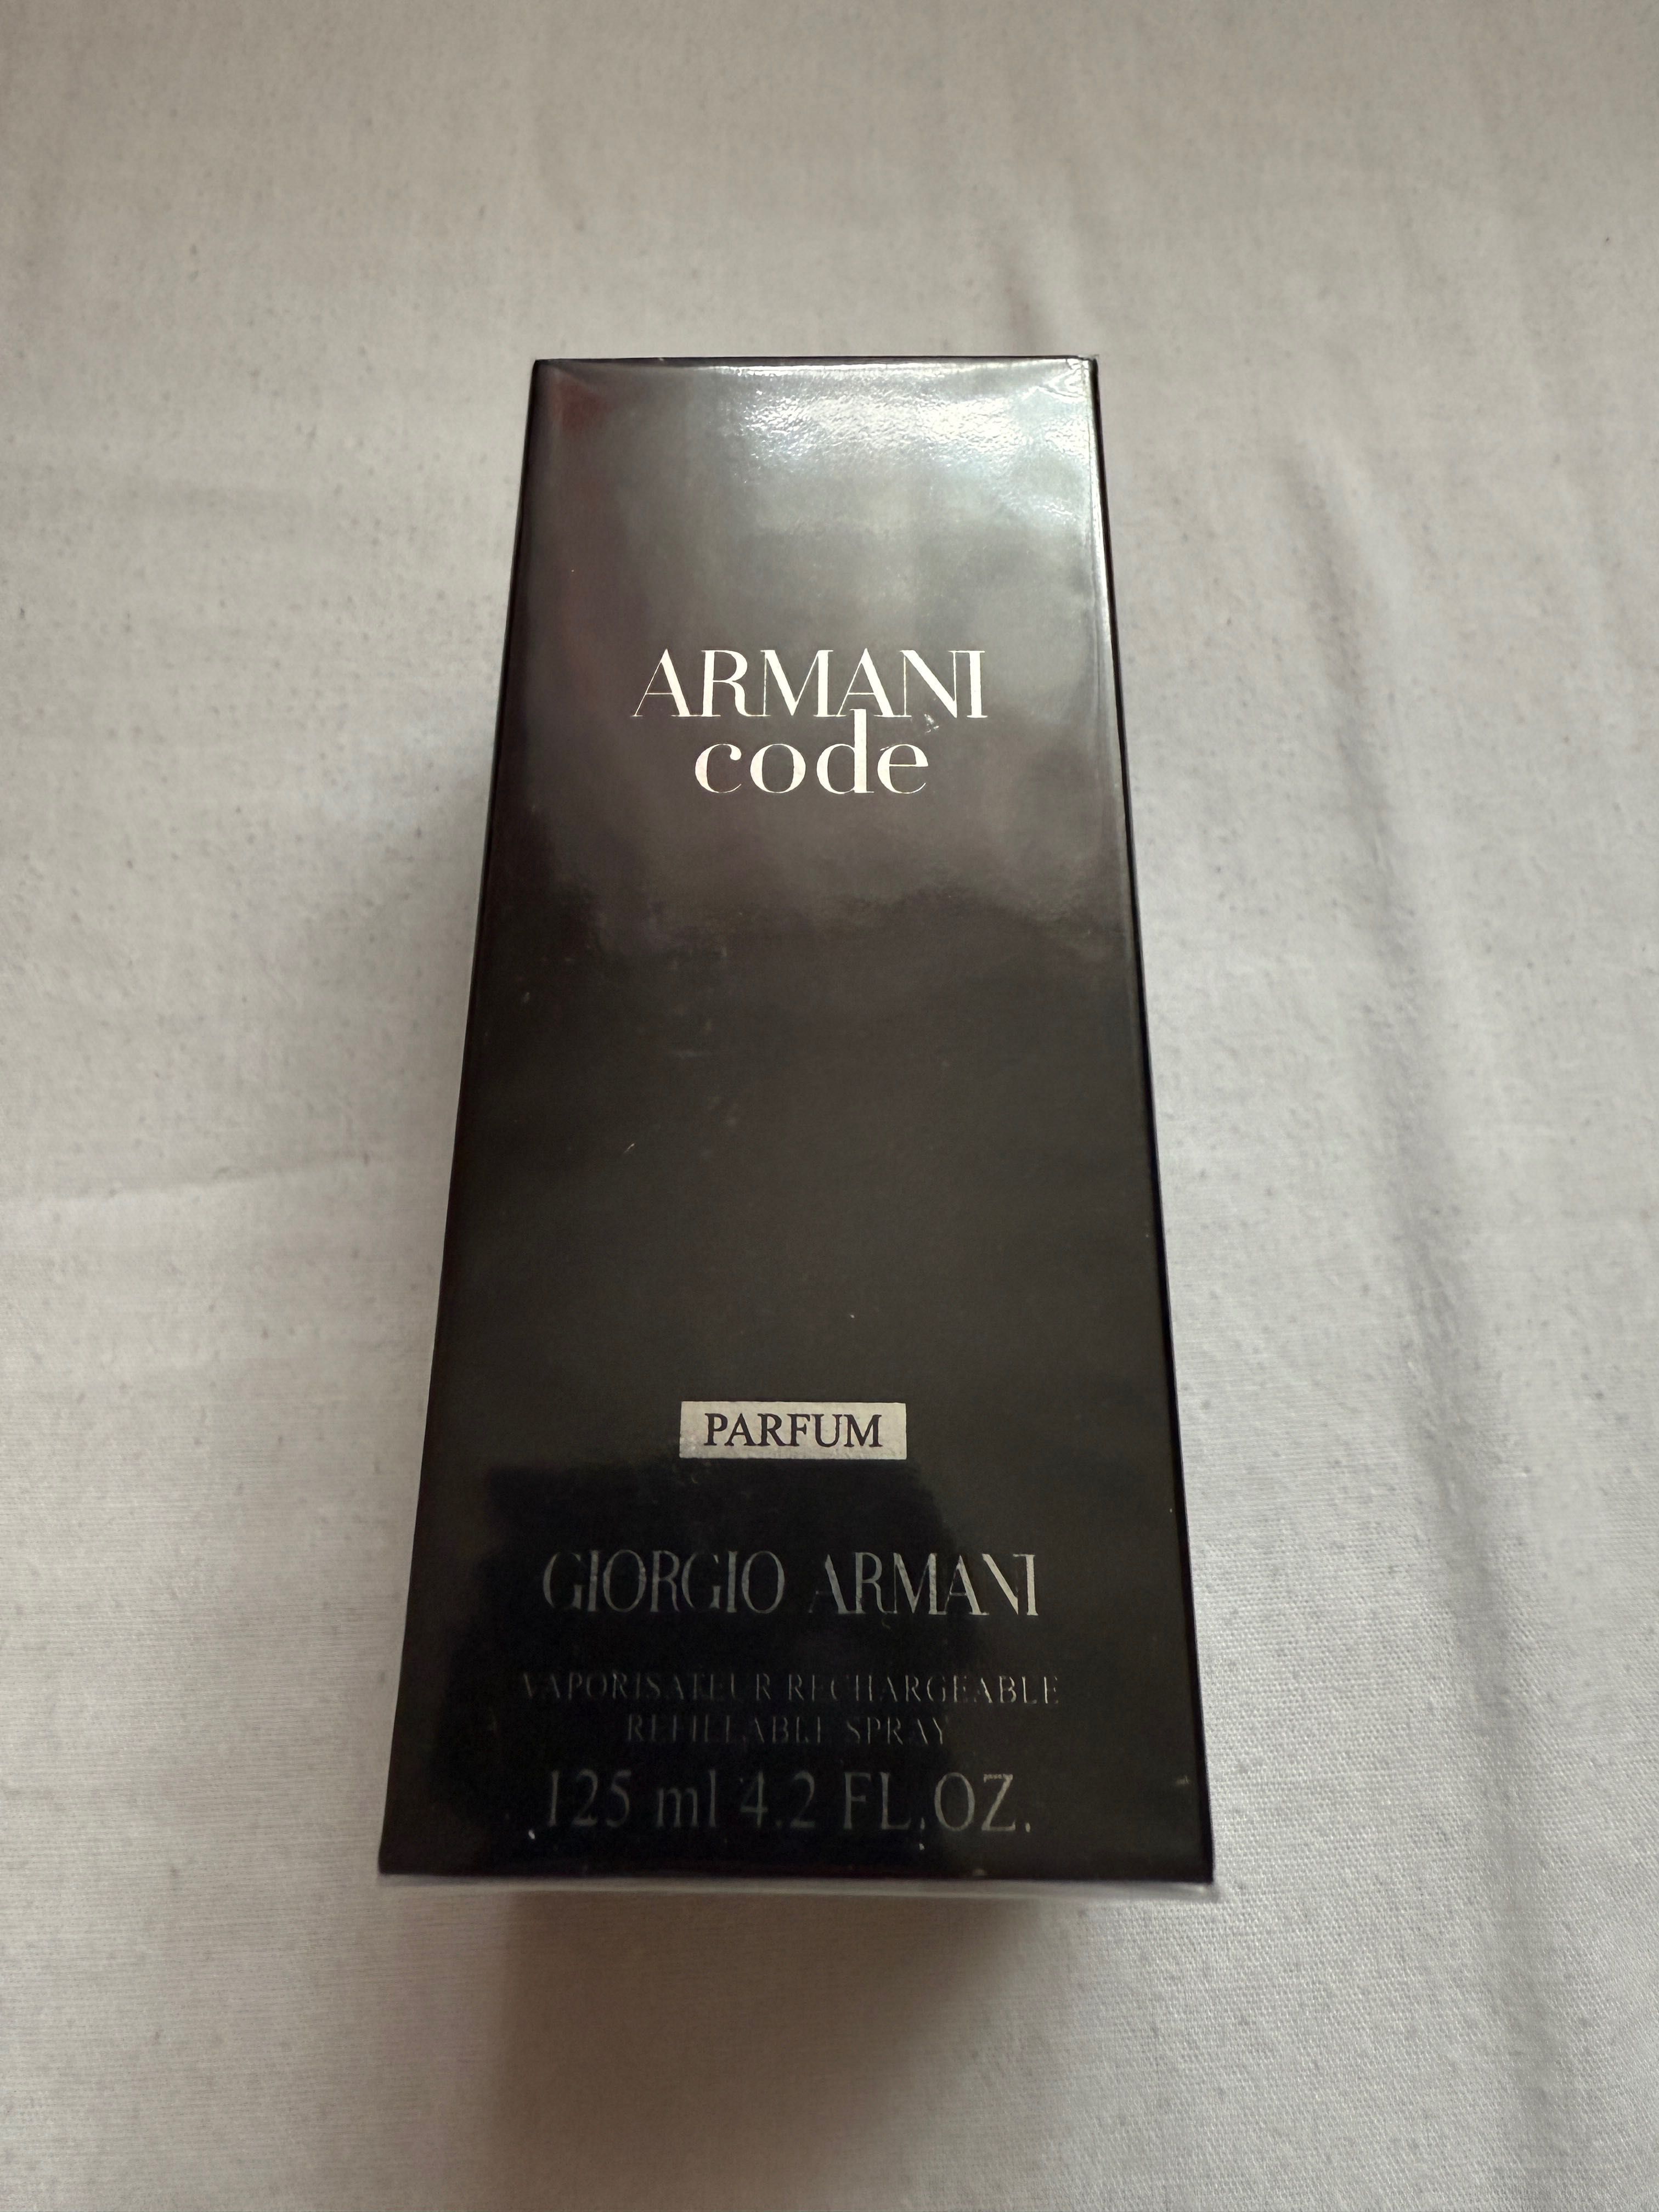 ARMANI
code
PARFUM
GIORGIO ARMANI
VAPORISATEUR RECHARGEABLE
REFILLABLE SPRAY
125 ml 4.2 FL.OZ.